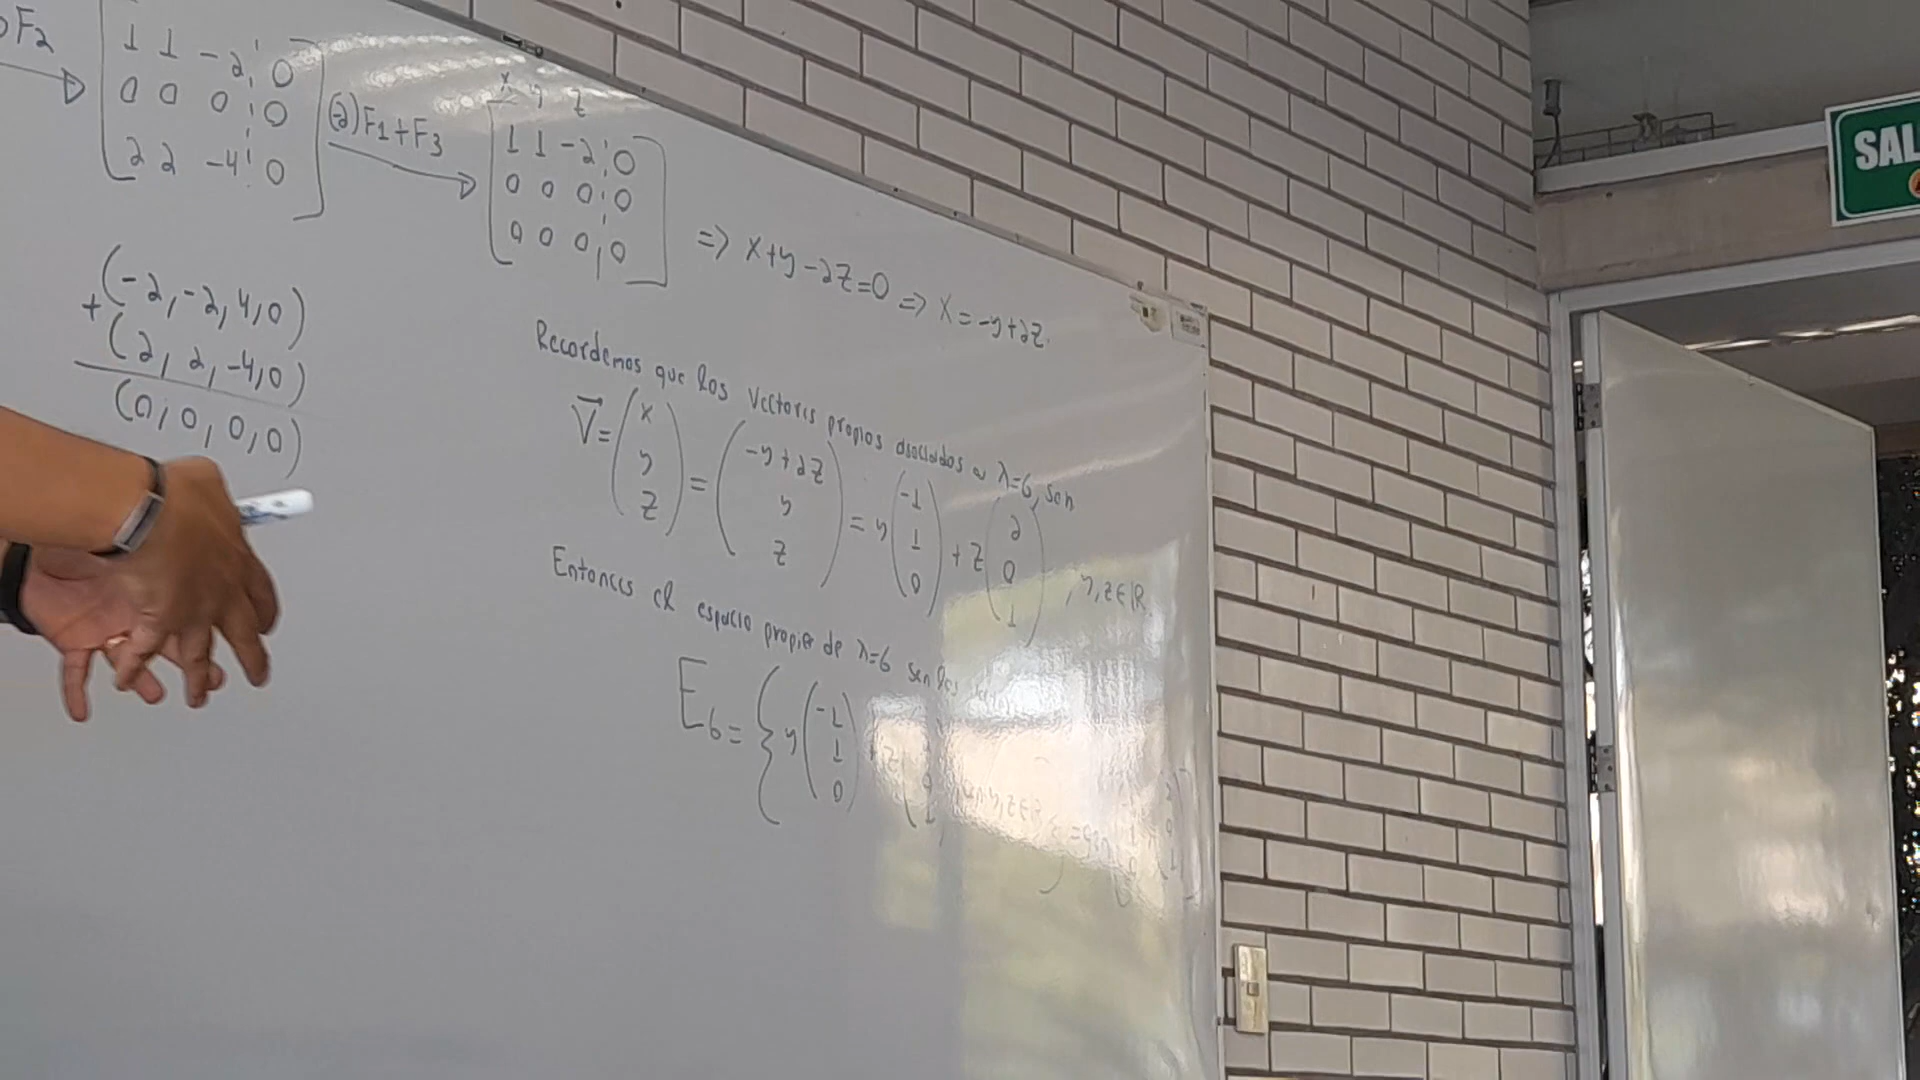 F2
1 1 -2 0
0 0 0 0
2 2 -4 0
(-2)F1+F3
x y z
1 1 -2 0
0 0 0 0
0 0 0 0
=> x+y-2z=0 => x=-y+2z.
(-2,-2,4,0)
+(2,2,-4,0)
(0,0,0,0)
Recordemos que los vectores propios asociados a λ=6, son
V=(x y z) = (-y+2z y z) = y(-1 1 0) + z(2 0 1), y,z∈ℝ
Entonces el espacio propio de λ=6 son los
E6={y(-1 1 0)
SAL